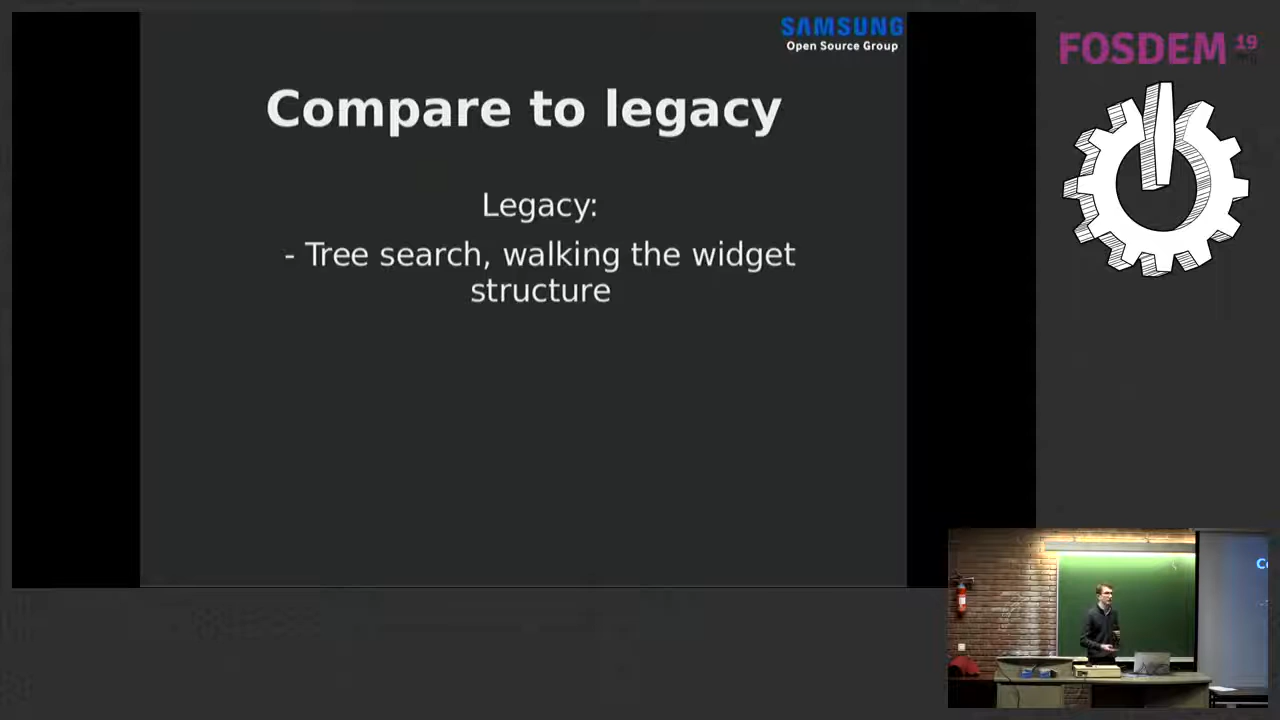 SAMSUNG
Open Source Group
FOSDEM 19
Compare to legacy
Legacy:
- Tree search, walking the widget
structure